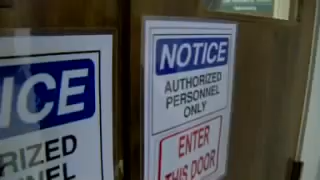 ICE
RIZED
NEL
NOTICE
AUTHORIZED
PERSONNEL
ONLY
ENTER
THIS DOOR